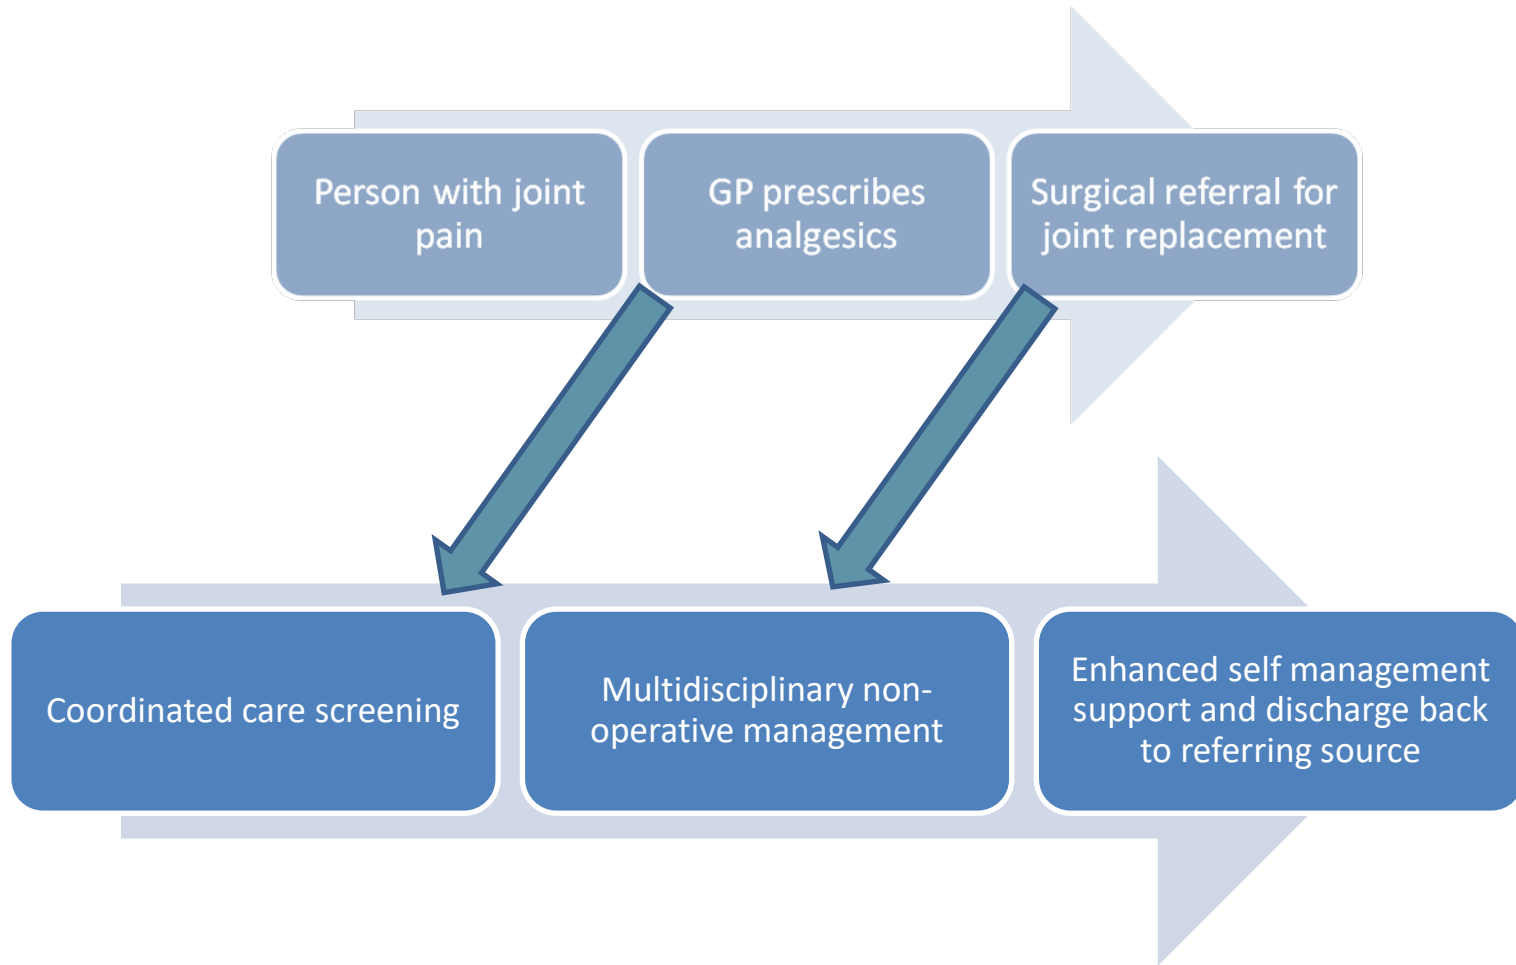 Person with joint
pain
GP prescribes
analgesics
Surgical referral for
joint replacement
Coordinated care screening
Multidisciplinary non-
operative management
Enhanced self management
support and discharge back
to referring source